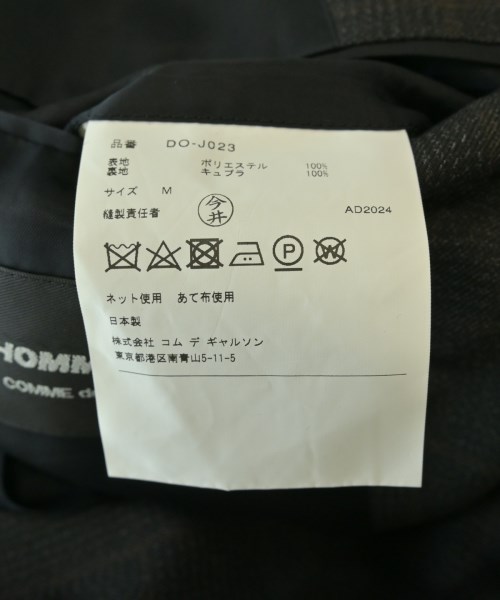 品番 DO-J023
表地 ポリエステル 100%
裏地 キュプラ 100%
サイズ M
縫製責任者 今井 AD2024
P W
ネット使用 あて布使用
日本製
株式会社 コム デ ギャルソン
東京都港区南青山5-11-5
HOMM
COMME d